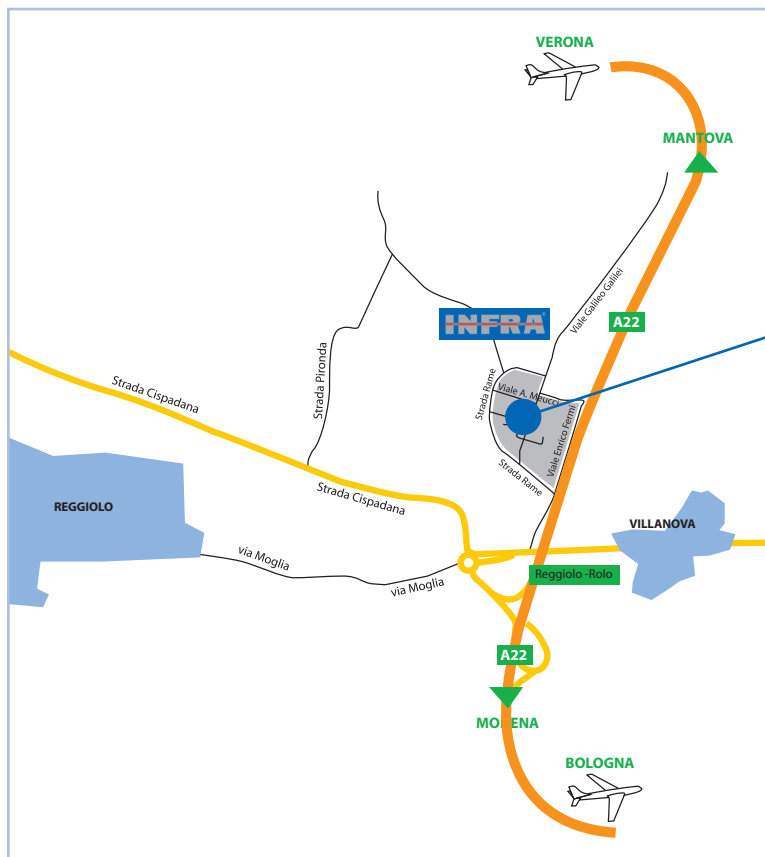 VERONA
MANTOVA
Viale Galileo Galilei
INFRA®
A22
Strada Pironda
Strada Cispadana
Strada Rame
Viale A. Meucci
Viale Enrico Fermi
Strada Rame
Strada Cispadana
REGGIOLO
VILLANOVA
via Moglia
via Moglia
Reggiolo -Rolo
A22
MODENA
BOLOGNA